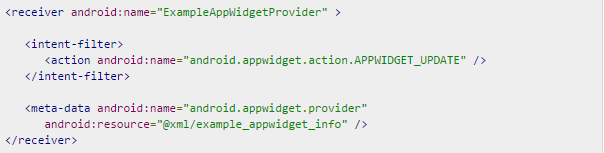 <receiver android:name="ExampleAppWidgetProvider" >
<intent-filter>
<action android:name="android.appwidget.action.APPWIDGET_UPDATE" />
</intent-filter>
<meta-data android:name="android.appwidget.provider"
android:resource="@xml/example_appwidget_info" />
</receiver>